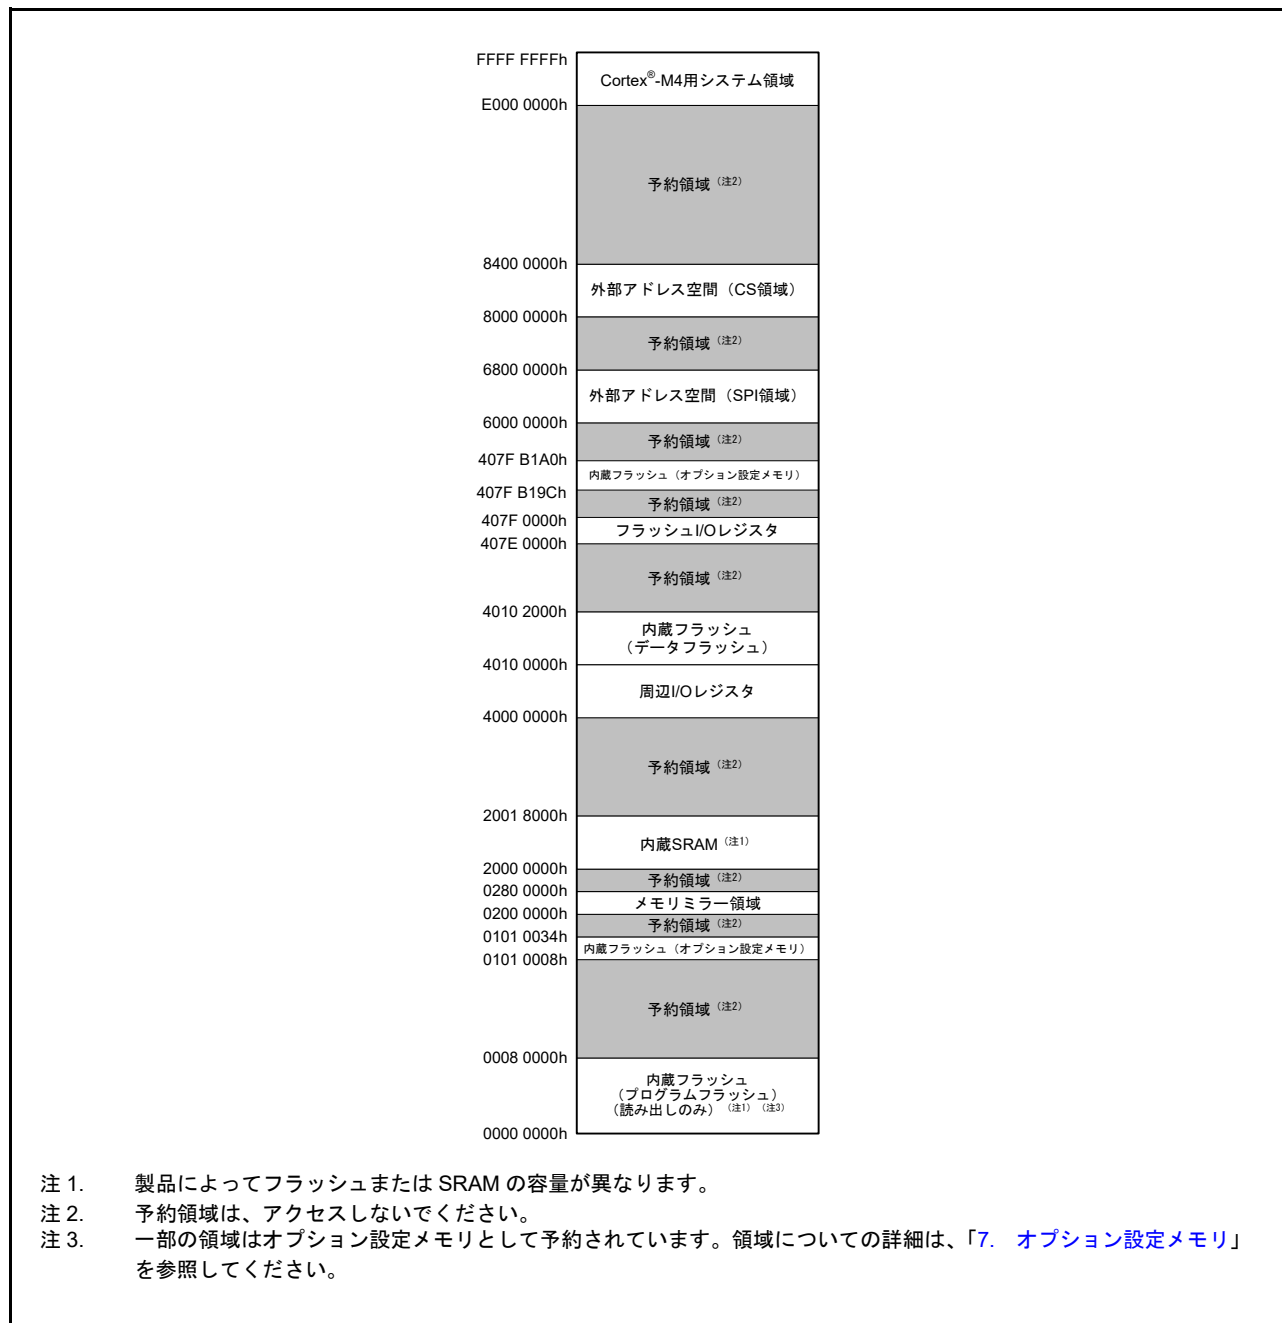 FFFF FFFFh
Cortex®-M4用システム領域
E000 0000h
予約領域（注2）
8400 0000h
外部アドレス空間（CS領域）
8000 0000h
予約領域（注2）
6800 0000h
外部アドレス空間（SPI領域）
6000 0000h
予約領域（注2）
407F B1A0h
内蔵フラッシュ（オプション設定メモリ）
407F B19Ch
予約領域（注2）
407F 0000h
フラッシュI/Oレジスタ
407E 0000h
予約領域（注2）
4010 2000h
内蔵フラッシュ
（データフラッシュ）
4010 0000h
周辺I/Oレジスタ
4000 0000h
予約領域（注2）
2001 8000h
内蔵SRAM（注1）
2000 0000h
予約領域（注2）
0280 0000h
メモリミラー領域
0200 0000h
予約領域（注2）
0101 0034h
内蔵フラッシュ（オプション設定メモリ）
0101 0008h
予約領域（注2）
0008 0000h
内蔵フラッシュ
（プログラムフラッシュ）
（読み出しのみ）（注1）（注3）
0000 0000h
注 1. 製品によってフラッシュまたは SRAM の容量が異なります。
注 2. 予約領域は、アクセスしないでください。
注 3. 一部の領域はオプション設定メモリとして予約されています。領域についての詳細は、「7. オプション設定メモリ」
を参照してください。